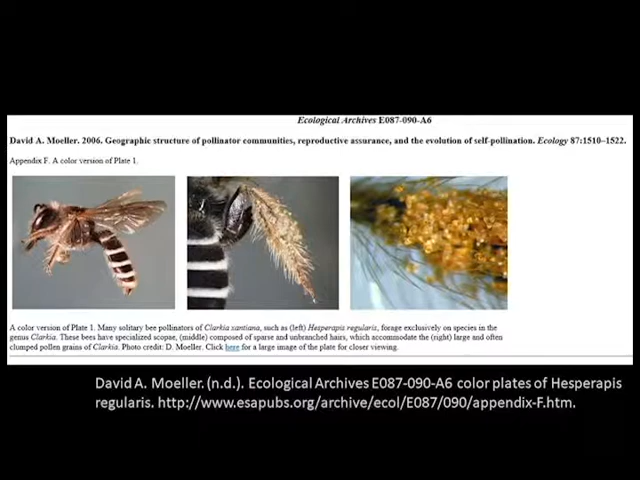 Ecological Archives E087-090-A6
David A. Moeller. 2006. Geographic structure of pollinator communities, reproductive assurance, and the evolution of self-pollination. Ecology 87:1510–1522.
Appendix F. A color version of Plate 1.
A color version of Plate 1. Many solitary bee pollinators of Clarkia xantiana, such as (left) Hesperapis regularis, forage exclusively on species in the
genus Clarkia. These bees have specialized scopae, (middle) composed of sparse and unbranched hairs, which accommodate the (right) large and often
clumped pollen grains of Clarkia. Photo credit: D. Moeller. Click here for a large image of the plate for closer viewing.
David A. Moeller. (n.d.). Ecological Archives E087-090-A6 color plates of Hesperapis
regularis. http://www.esapubs.org/archive/ecol/E087/090/appendix-F.htm.